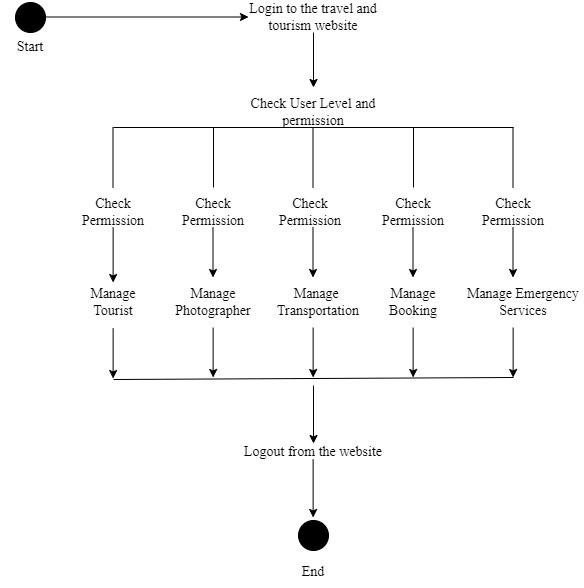 Login to the travel and
tourism website
Start
Check User Level and
permission
Check
Permission
Check
Permission
Check
Permission
Check
Permission
Check
Permission
Manage
Tourist
Manage
Photographer
Manage
Transportation
Manage
Booking
Manage Emergency
Services
Logout from the website
End